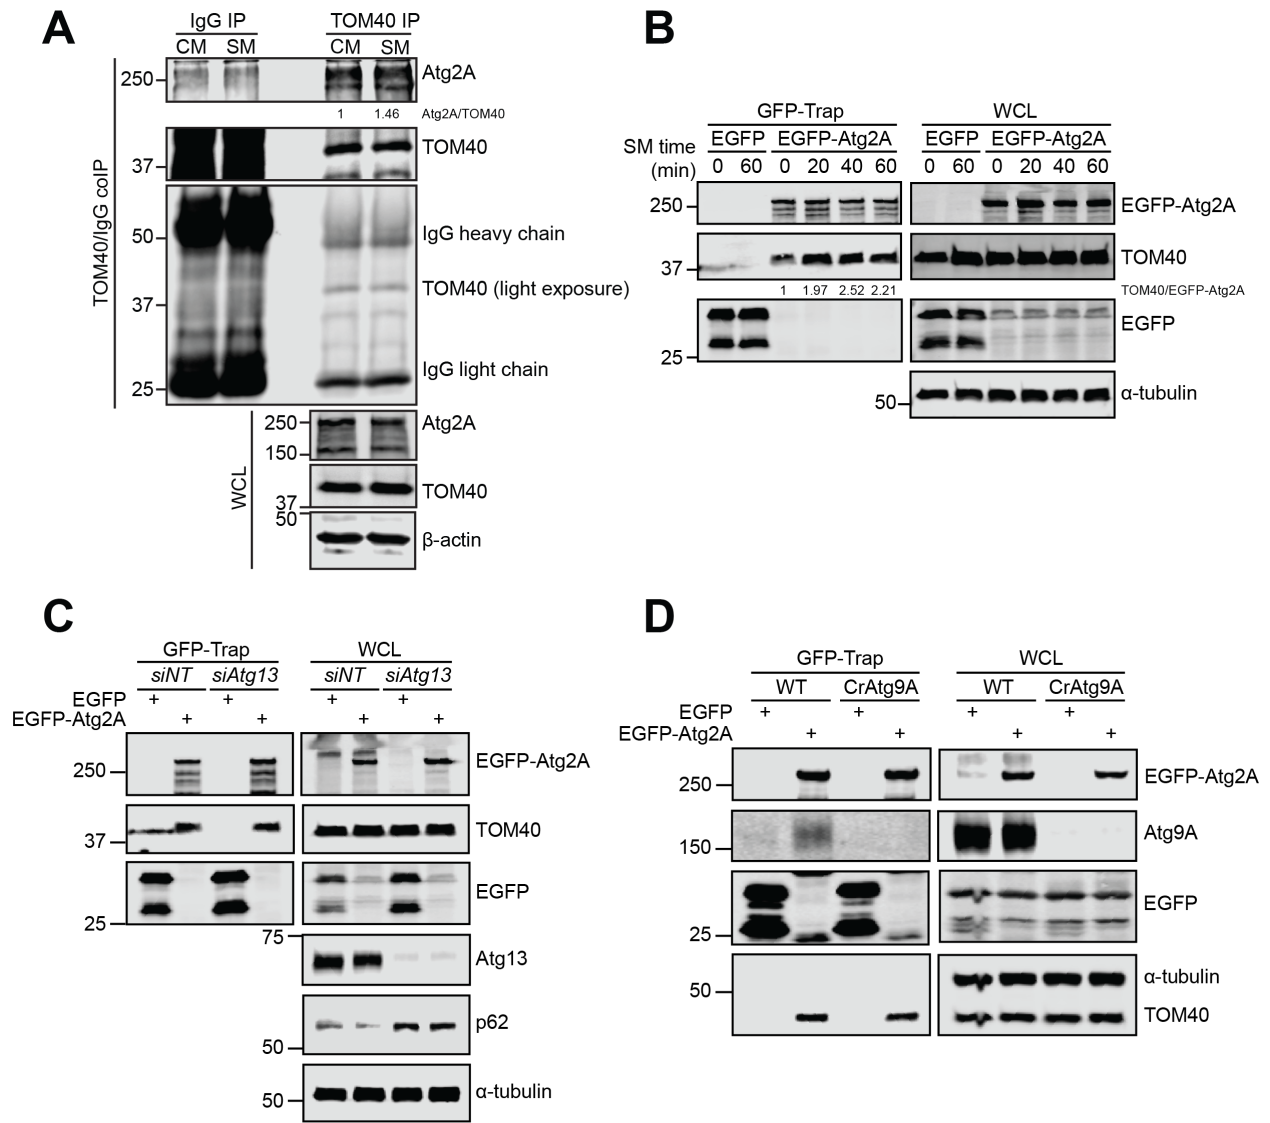 A
IgG IP TOM40 IP
CM SM CM SM
TOM40/IgG coIP
250 Atg2A
1 1.46 Atg2A/TOM40
TOM40
37
50 IgG heavy chain
TOM40 (light exposure)
37
IgG light chain
25
WCL
250 Atg2A
150
TOM40
37
50
β-actin
B
GFP-Trap WCL
EGFP EGFP-Atg2A EGFP EGFP-Atg2A
SM time
(min) 0 60 0 20 40 60 0 60 0 20 40 60
250 EGFP-Atg2A
TOM40
37
1 1.97 2.52 2.21 TOM40/EGFP-Atg2A
EGFP
25
α-tubulin
50
C
GFP-Trap WCL
siNT siAtg13 siNT siAtg13
EGFP + + + +
EGFP-Atg2A + + + +
EGFP-Atg2A
250
TOM40
37
EGFP
25
75
Atg13
p62
50
α-tubulin
50
D
GFP-Trap WCL
WT CrAtg9A WT CrAtg9A
EGFP + + + +
EGFP-Atg2A + + + +
250 EGFP-Atg2A
Atg9A
150
EGFP
25
α-tubulin
50
TOM40